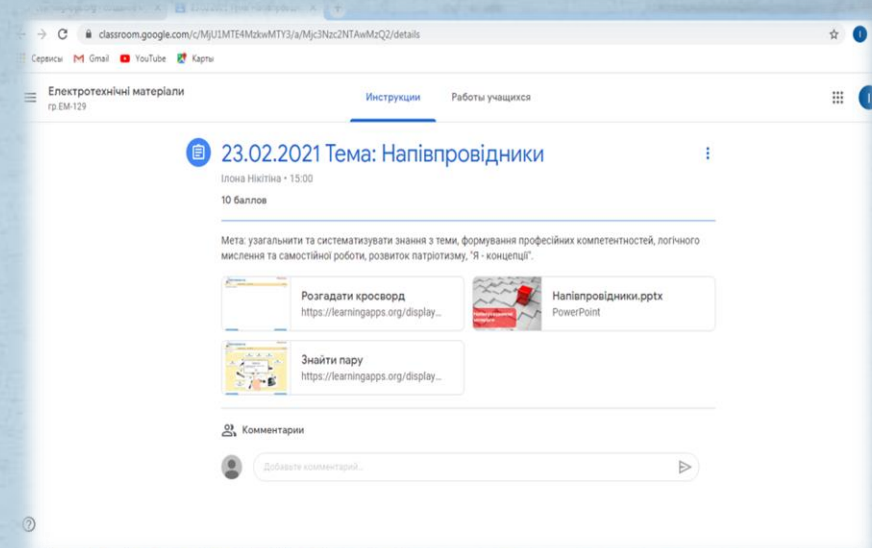 classroom.google.com/c/MjU1MTE4MzkwMTY3/a/Mjc3Nzc2NTAwMzQ2/details
Сервисы Gmail YouTube Карты
Електротехнічні матеріали
гр.ЕМ-129
Инструкции Работы учащихся
23.02.2021 Тема: Напівпровідники
Ілона Нікітіна • 15:00
10 баллов
Мета: узагальнити та систематизувати знання з теми, формування професійних компетентностей, логічного
мислення та самостійної роботи, розвиток патріотизму, "Я - концепції".
Розгадати кросворд
https://learningapps.org/display...
Напівпровідники.pptx
PowerPoint
Знайти пару
https://learningapps.org/display...
Комментарии
Добавьте комментарий...